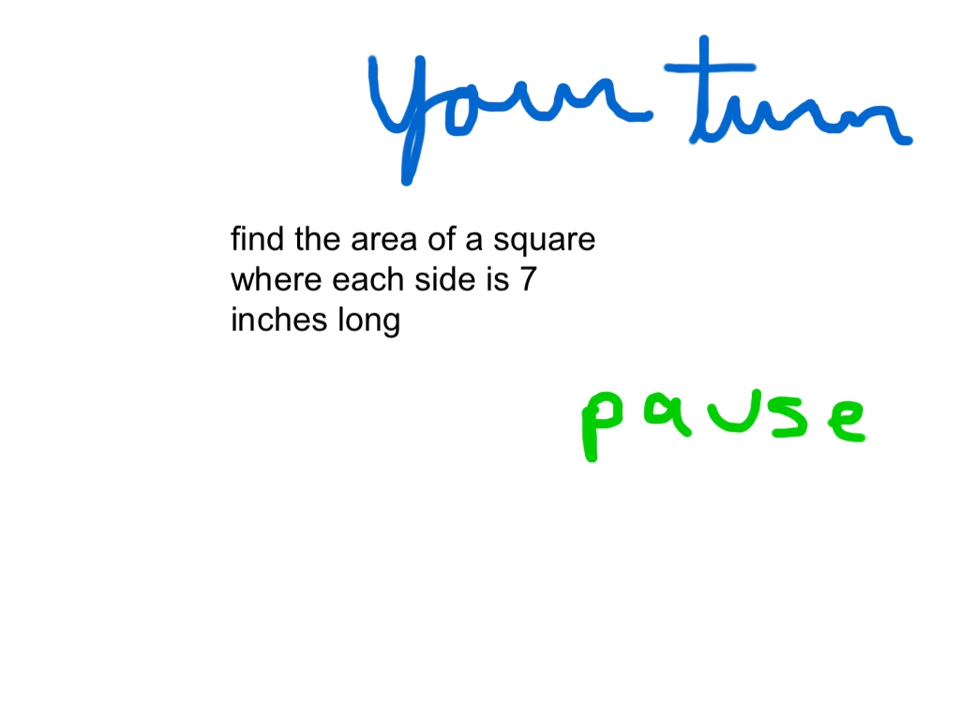 your turn
find the area of a square
where each side is 7
inches long
pause